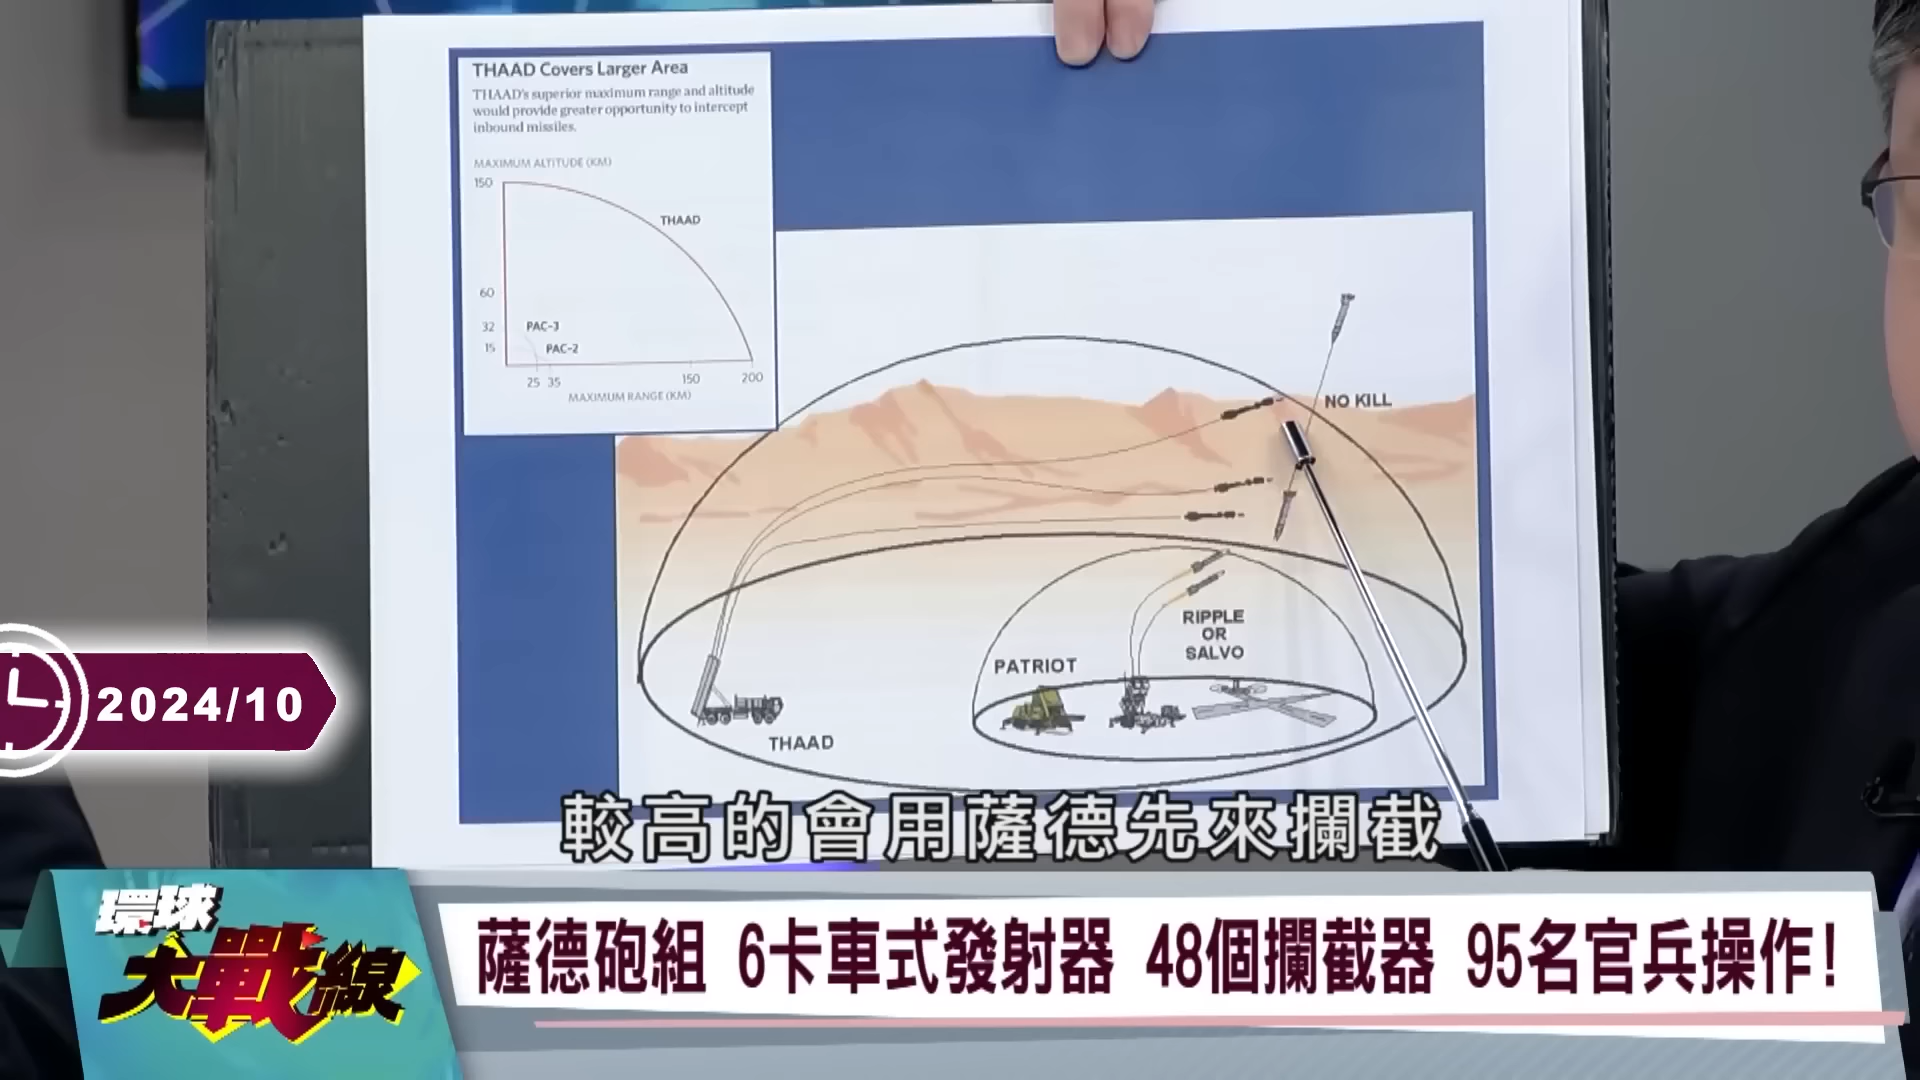 THAAD Covers Larger Area
THAAD's superior maximum range and altitude
would provide greater opportunity to intercept
inbound missiles.
MAXIMUM ALTITUDE (KM)
150
THAAD
60
32
PAC-3
15
PAC-2
25 35
150
200
MAXIMUM RANGE (KM)
NO KILL
RIPPLE
OR
SALVO
PATRIOT
THAAD
2024/10
較高的會用薩德先來攔截
環球
大戰線
薩德砲組 6卡車式發射器 48個攔截器 95名官兵操作!